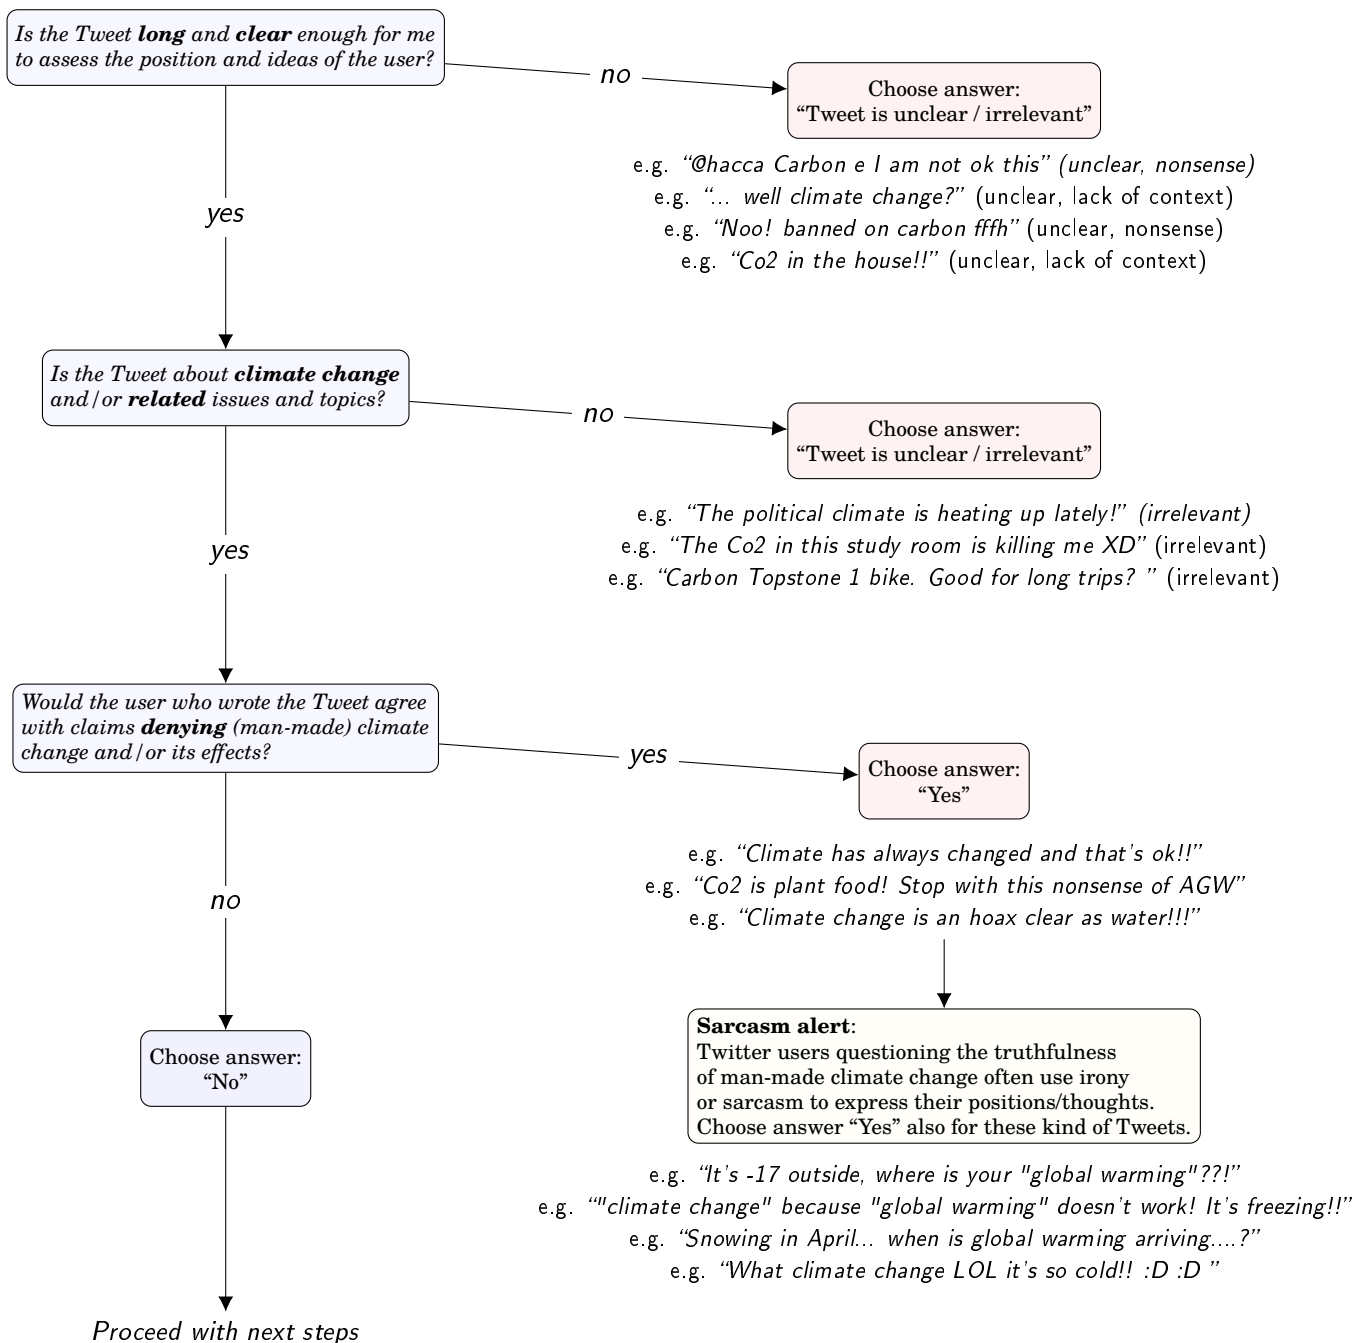 Is the Tweet long and clear enough for me
to assess the position and ideas of the user?
no
Choose answer:
“Tweet is unclear / irrelevant”
e.g. “@hacca Carbon e I am not ok this” (unclear, nonsense)
e.g. “... well climate change?” (unclear, lack of context)
e.g. “Noo! banned on carbon fffh” (unclear, nonsense)
e.g. “Co2 in the house!!” (unclear, lack of context)
yes
Is the Tweet about climate change
and/or related issues and topics?
no
Choose answer:
“Tweet is unclear / irrelevant”
e.g. “The political climate is heating up lately!” (irrelevant)
e.g. “The Co2 in this study room is killing me XD” (irrelevant)
e.g. “Carbon Topstone 1 bike. Good for long trips? ” (irrelevant)
yes
Would the user who wrote the Tweet agree
with claims denying (man-made) climate
change and/or its effects?
yes
Choose answer:
“Yes”
e.g. “Climate has always changed and that's ok!!”
e.g. “Co2 is plant food! Stop with this nonsense of AGW”
e.g. “Climate change is an hoax clear as water!!!”
no
Choose answer:
“No”
Sarcasm alert:
Twitter users questioning the truthfulness
of man-made climate change often use irony
or sarcasm to express their positions/thoughts.
Choose answer “Yes” also for these kind of Tweets.
e.g. “It's -17 outside, where is your "global warming"??!”
e.g. “"climate change" because "global warming" doesn't work! It's freezing!!”
e.g. “Snowing in April... when is global warming arriving....?”
e.g. “What climate change LOL it's so cold!! :D :D ”
Proceed with next steps